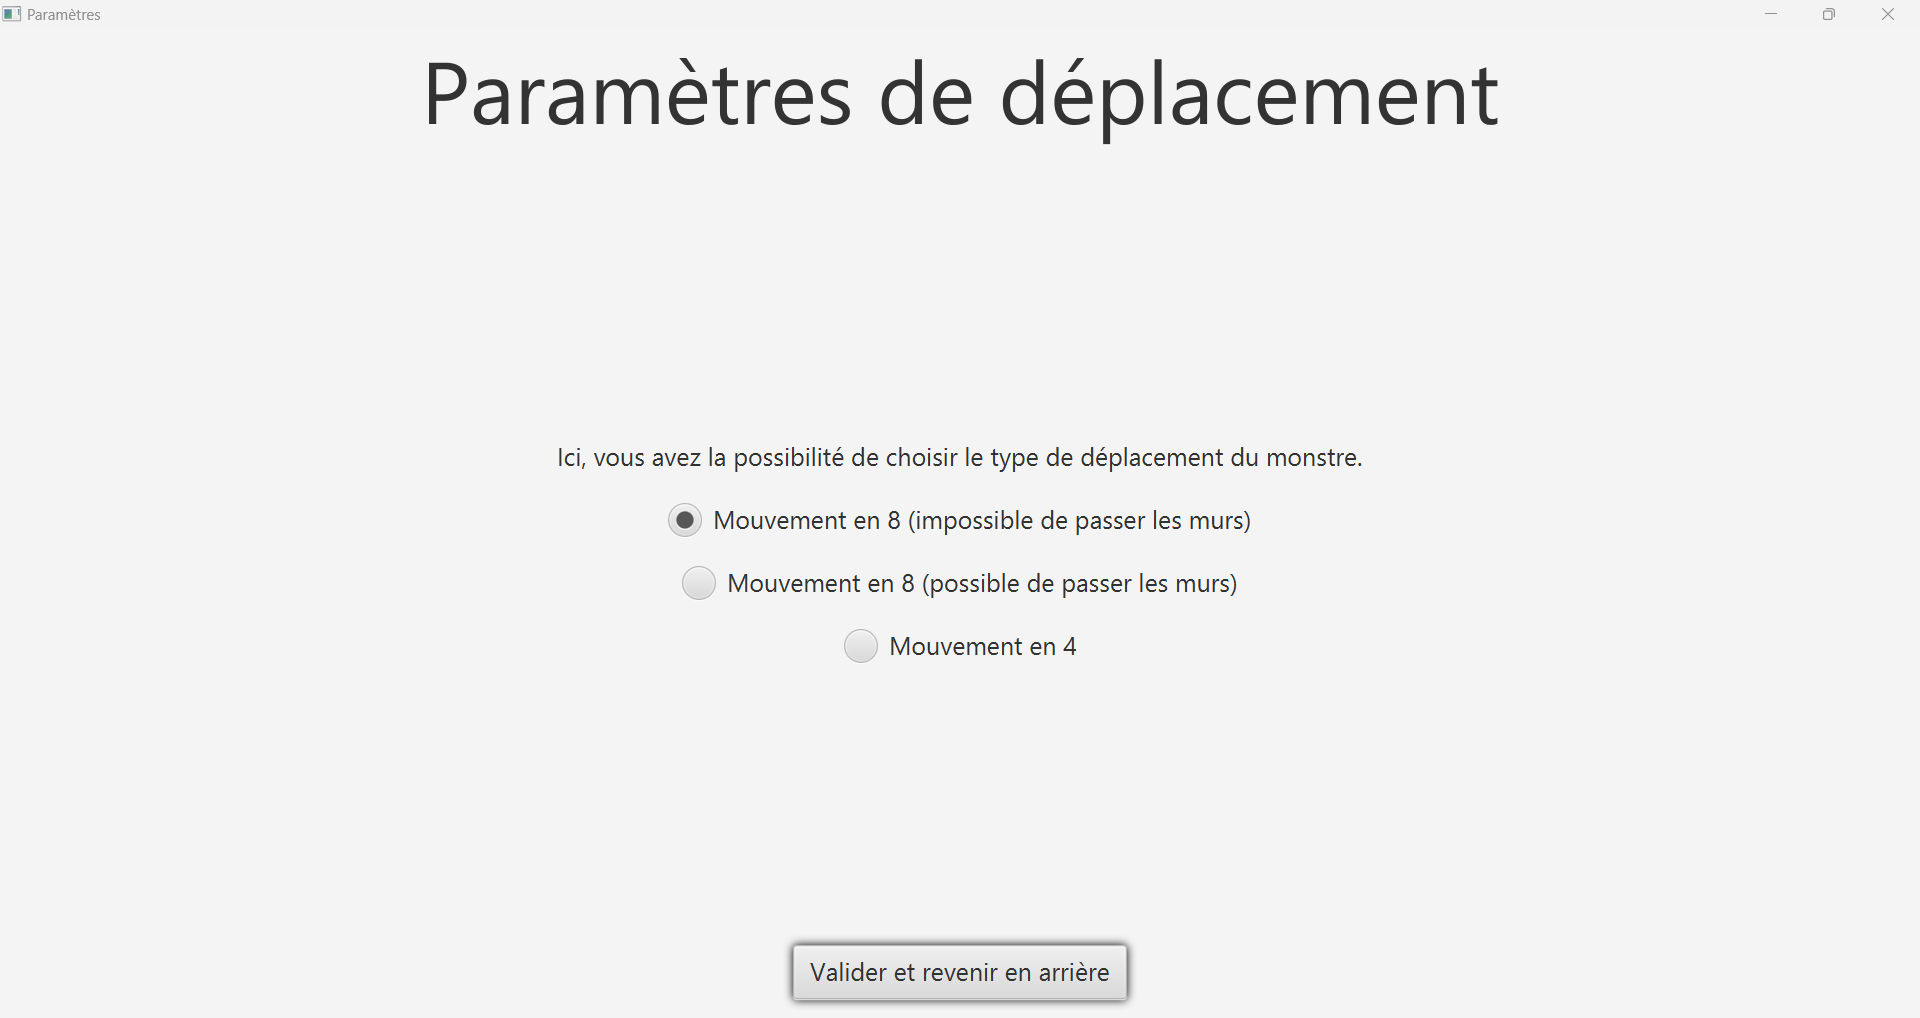 Paramètres
Paramètres de déplacement
Ici, vous avez la possibilité de choisir le type de déplacement du monstre.
Mouvement en 8 (impossible de passer les murs)
Mouvement en 8 (possible de passer les murs)
Mouvement en 4
Valider et revenir en arrière